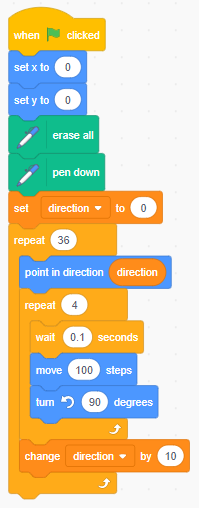 when clicked
set x to 0
set y to 0
erase all
pen down
set direction to 0
repeat 36
point in direction direction
repeat 4
wait 0.1 seconds
move 100 steps
turn 90 degrees
change direction by 10